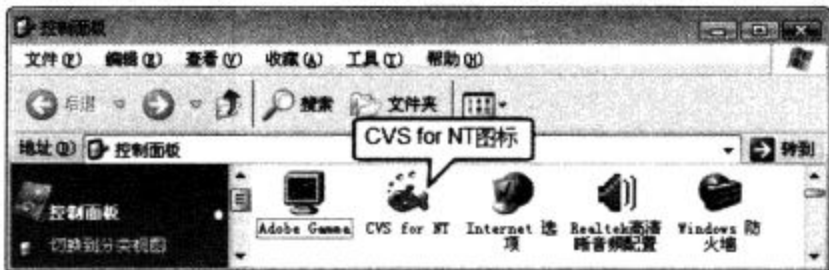 控制面板
文件(F) 编辑(E) 查看(V) 收藏(A) 工具(T) 帮助(H)
后退 搜索 文件夹
CVS for NT图标
地址(D) 控制面板 转到
控制面板
切换到分类视图
Adobe Gamma CVS for NT Internet 选项 Realtek高清晰音频配置 Windows 防火墙